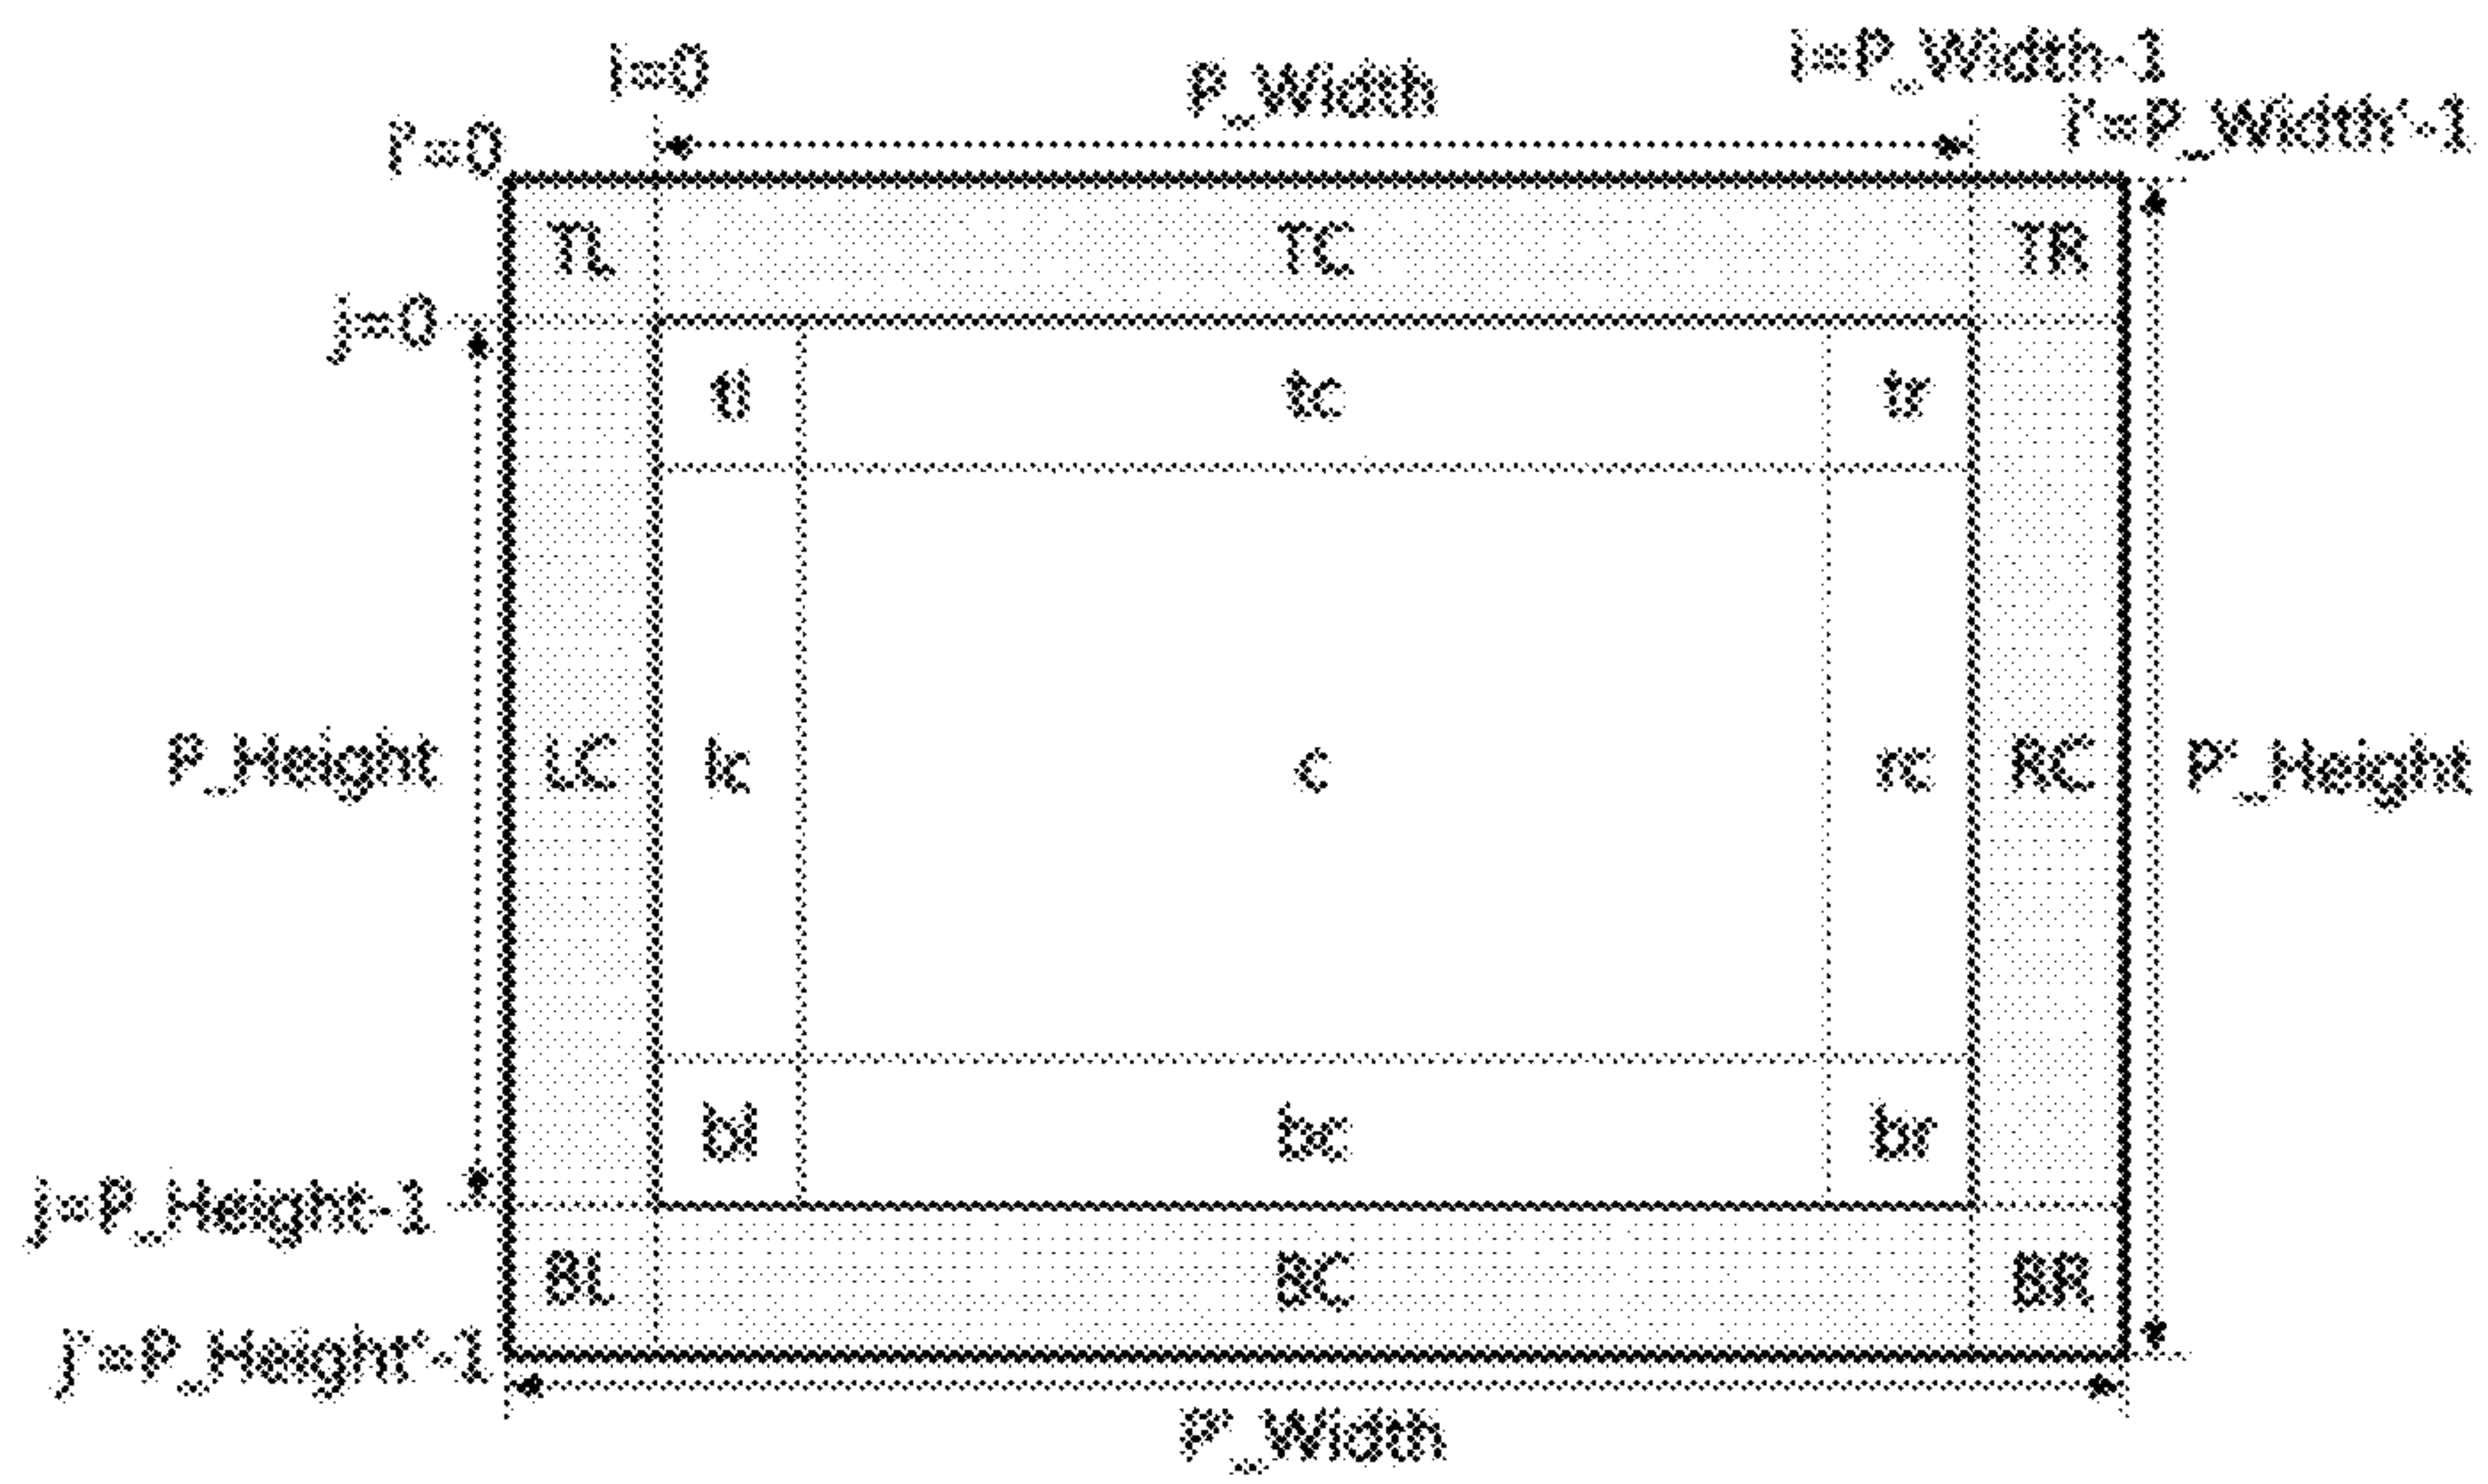 i=0
P_Width
i=P_Width-1
i'=0
i'=P_Width'-1
TL
TC
TR
j=0
tl
tc
tr
P_Height
LC
lc
c
rc
RC
P'_Height
bl
bc
br
j=P_Height-1
BL
BC
BR
j'=P_Height'-1
P'_Width